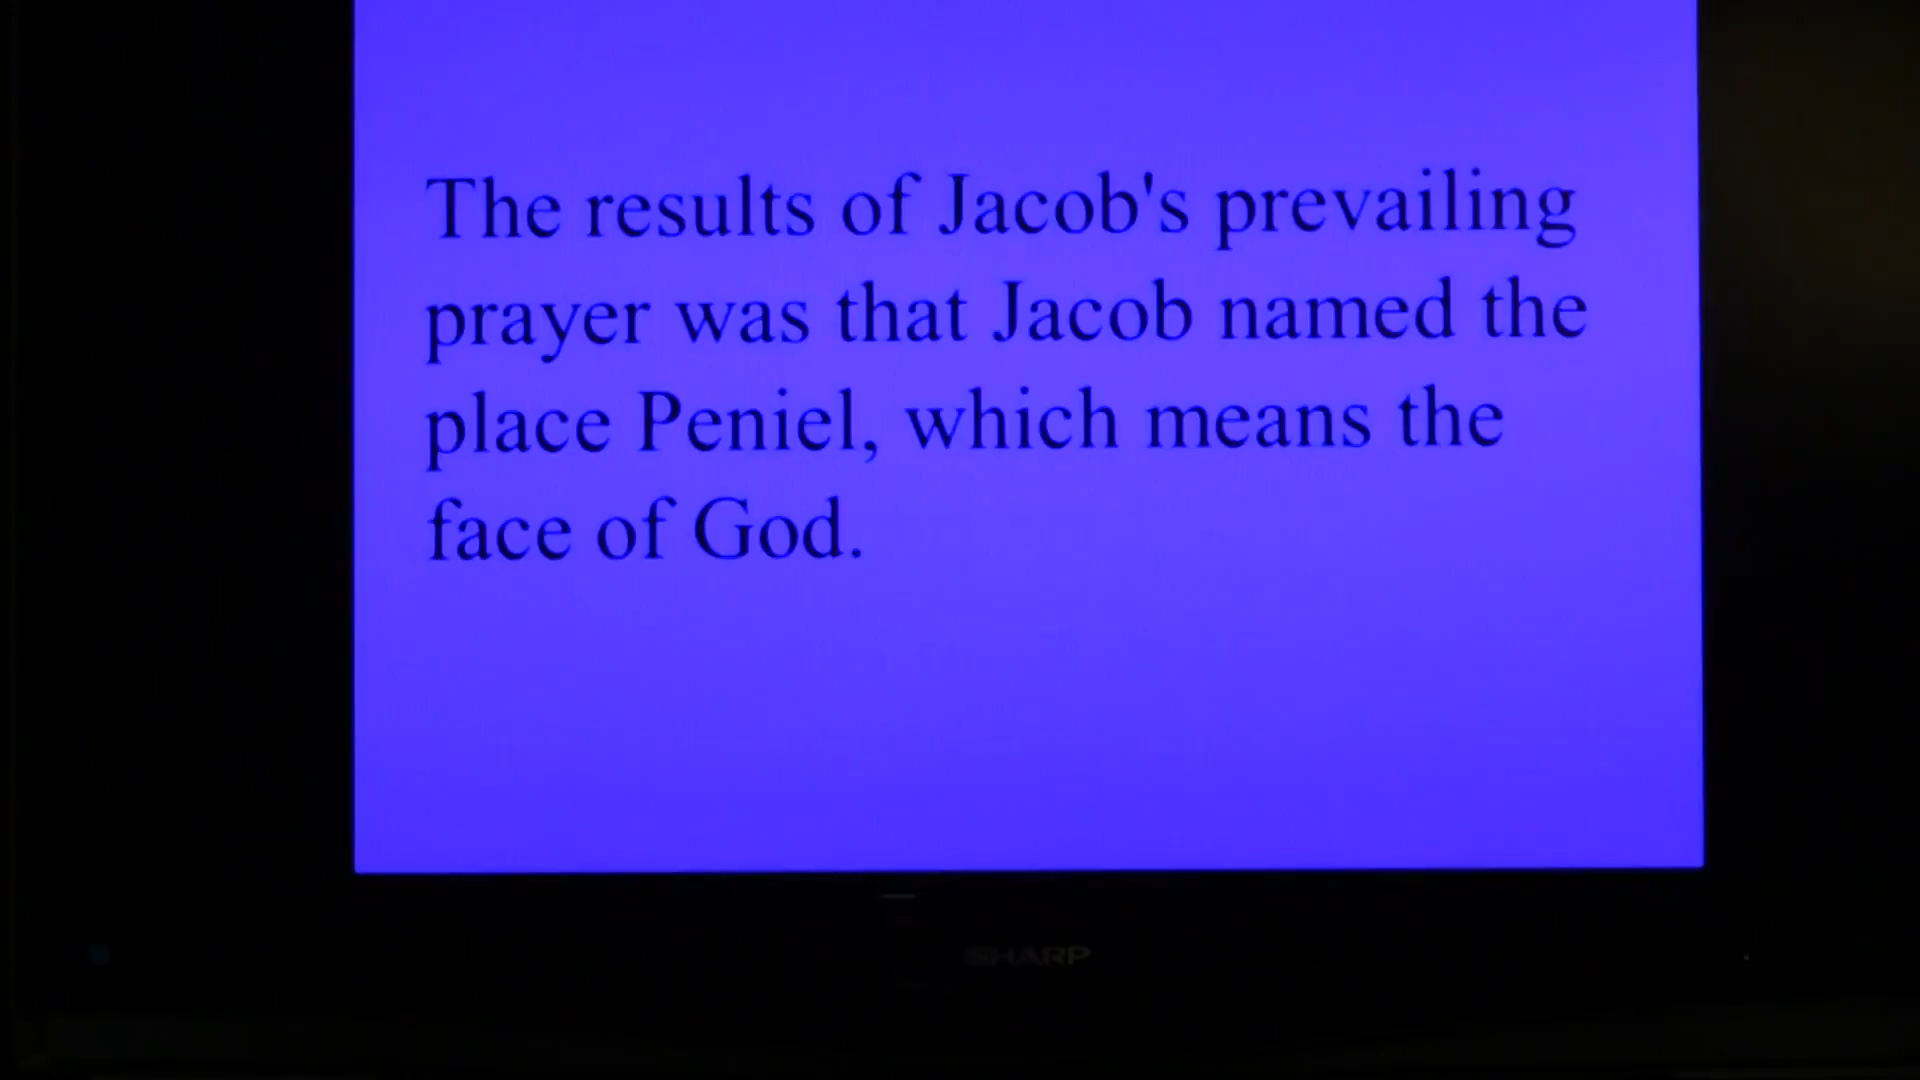 The results of Jacob's prevailing
prayer was that Jacob named the
place Peniel, which means the
face of God.
SHARP